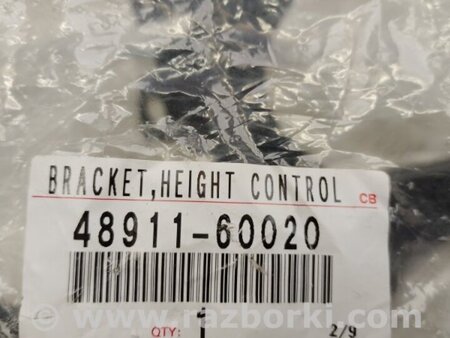 BRACKET,HEIGHT CONTROL CB
48911-60020
QTY: 1 2/9
www.razborki.com